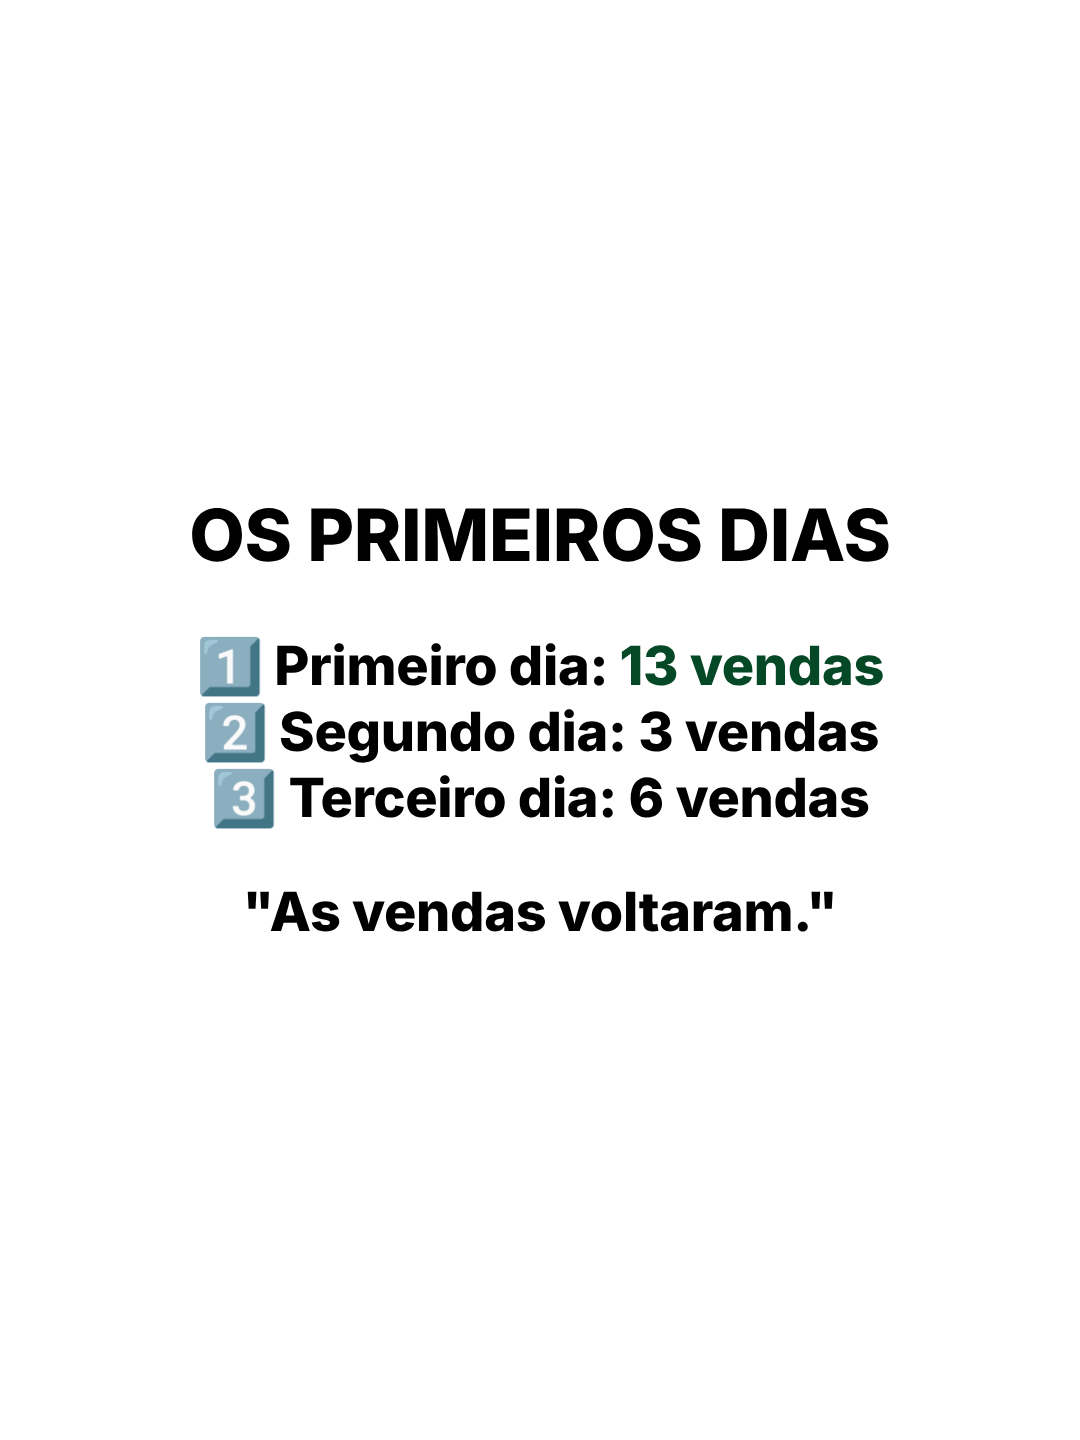 OS PRIMEIROS DIAS
1️⃣ Primeiro dia: 13 vendas
2️⃣ Segundo dia: 3 vendas
3️⃣ Terceiro dia: 6 vendas
"As vendas voltaram."